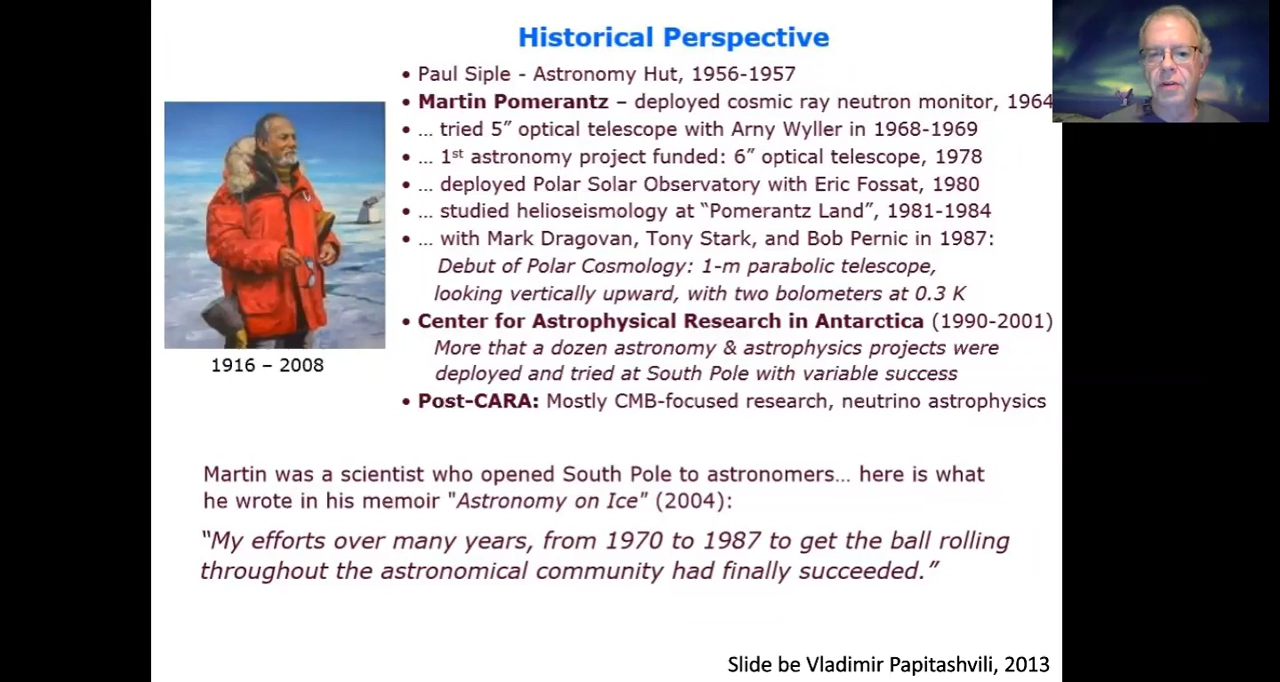 Historical Perspective
• Paul Siple - Astronomy Hut, 1956-1957
• Martin Pomerantz – deployed cosmic ray neutron monitor, 1964
• … tried 5” optical telescope with Arny Wyller in 1968-1969
• … 1st astronomy project funded: 6” optical telescope, 1978
• … deployed Polar Solar Observatory with Eric Fossat, 1980
• … studied helioseismology at “Pomerantz Land”, 1981-1984
• … with Mark Dragovan, Tony Stark, and Bob Pernic in 1987:
Debut of Polar Cosmology: 1-m parabolic telescope,
looking vertically upward, with two bolometers at 0.3 K
• Center for Astrophysical Research in Antarctica (1990-2001)
More that a dozen astronomy & astrophysics projects were
deployed and tried at South Pole with variable success
• Post-CARA: Mostly CMB-focused research, neutrino astrophysics
1916 – 2008
Martin was a scientist who opened South Pole to astronomers… here is what
he wrote in his memoir "Astronomy on Ice" (2004):
“My efforts over many years, from 1970 to 1987 to get the ball rolling
throughout the astronomical community had finally succeeded.”
Slide be Vladimir Papitashvili, 2013